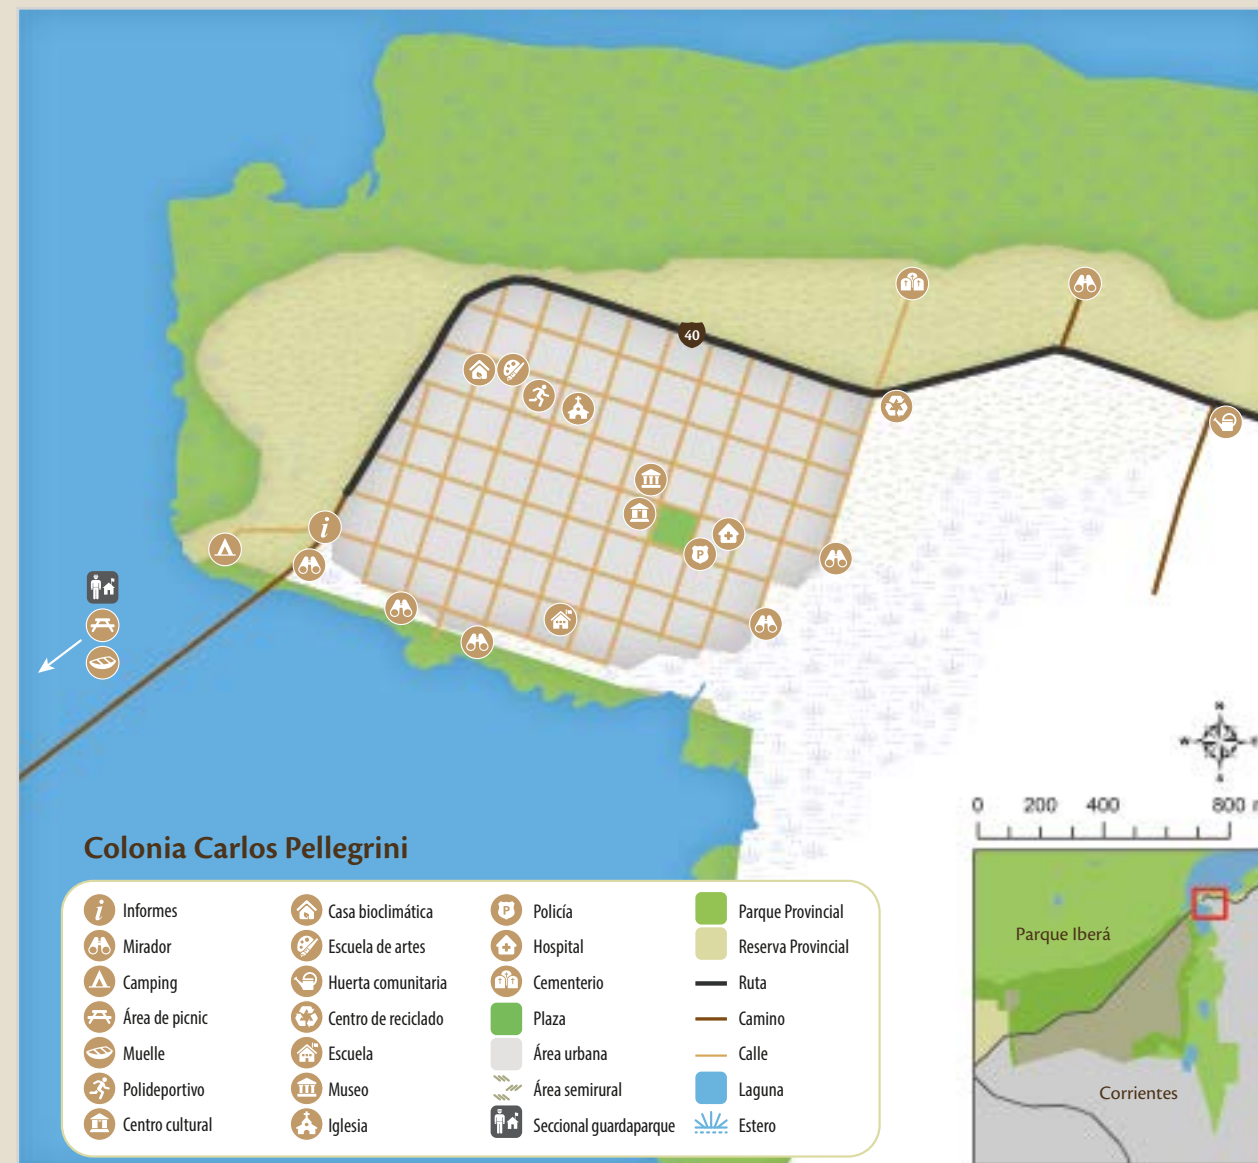 40
i
P
N
W
E
S
0 200 400 800 m
Colonia Carlos Pellegrini
i Informes
Mirador
Camping
Área de picnic
Muelle
Polideportivo
Centro cultural
Casa bioclimática
Escuela de artes
Huerta comunitaria
Centro de reciclado
Escuela
Museo
Iglesia
P Policía
Hospital
Cementerio
Plaza
Área urbana
Área semirural
Seccional guardaparque
Parque Provincial
Reserva Provincial
Ruta
Camino
Calle
Laguna
Estero
Parque Iberá
Corrientes